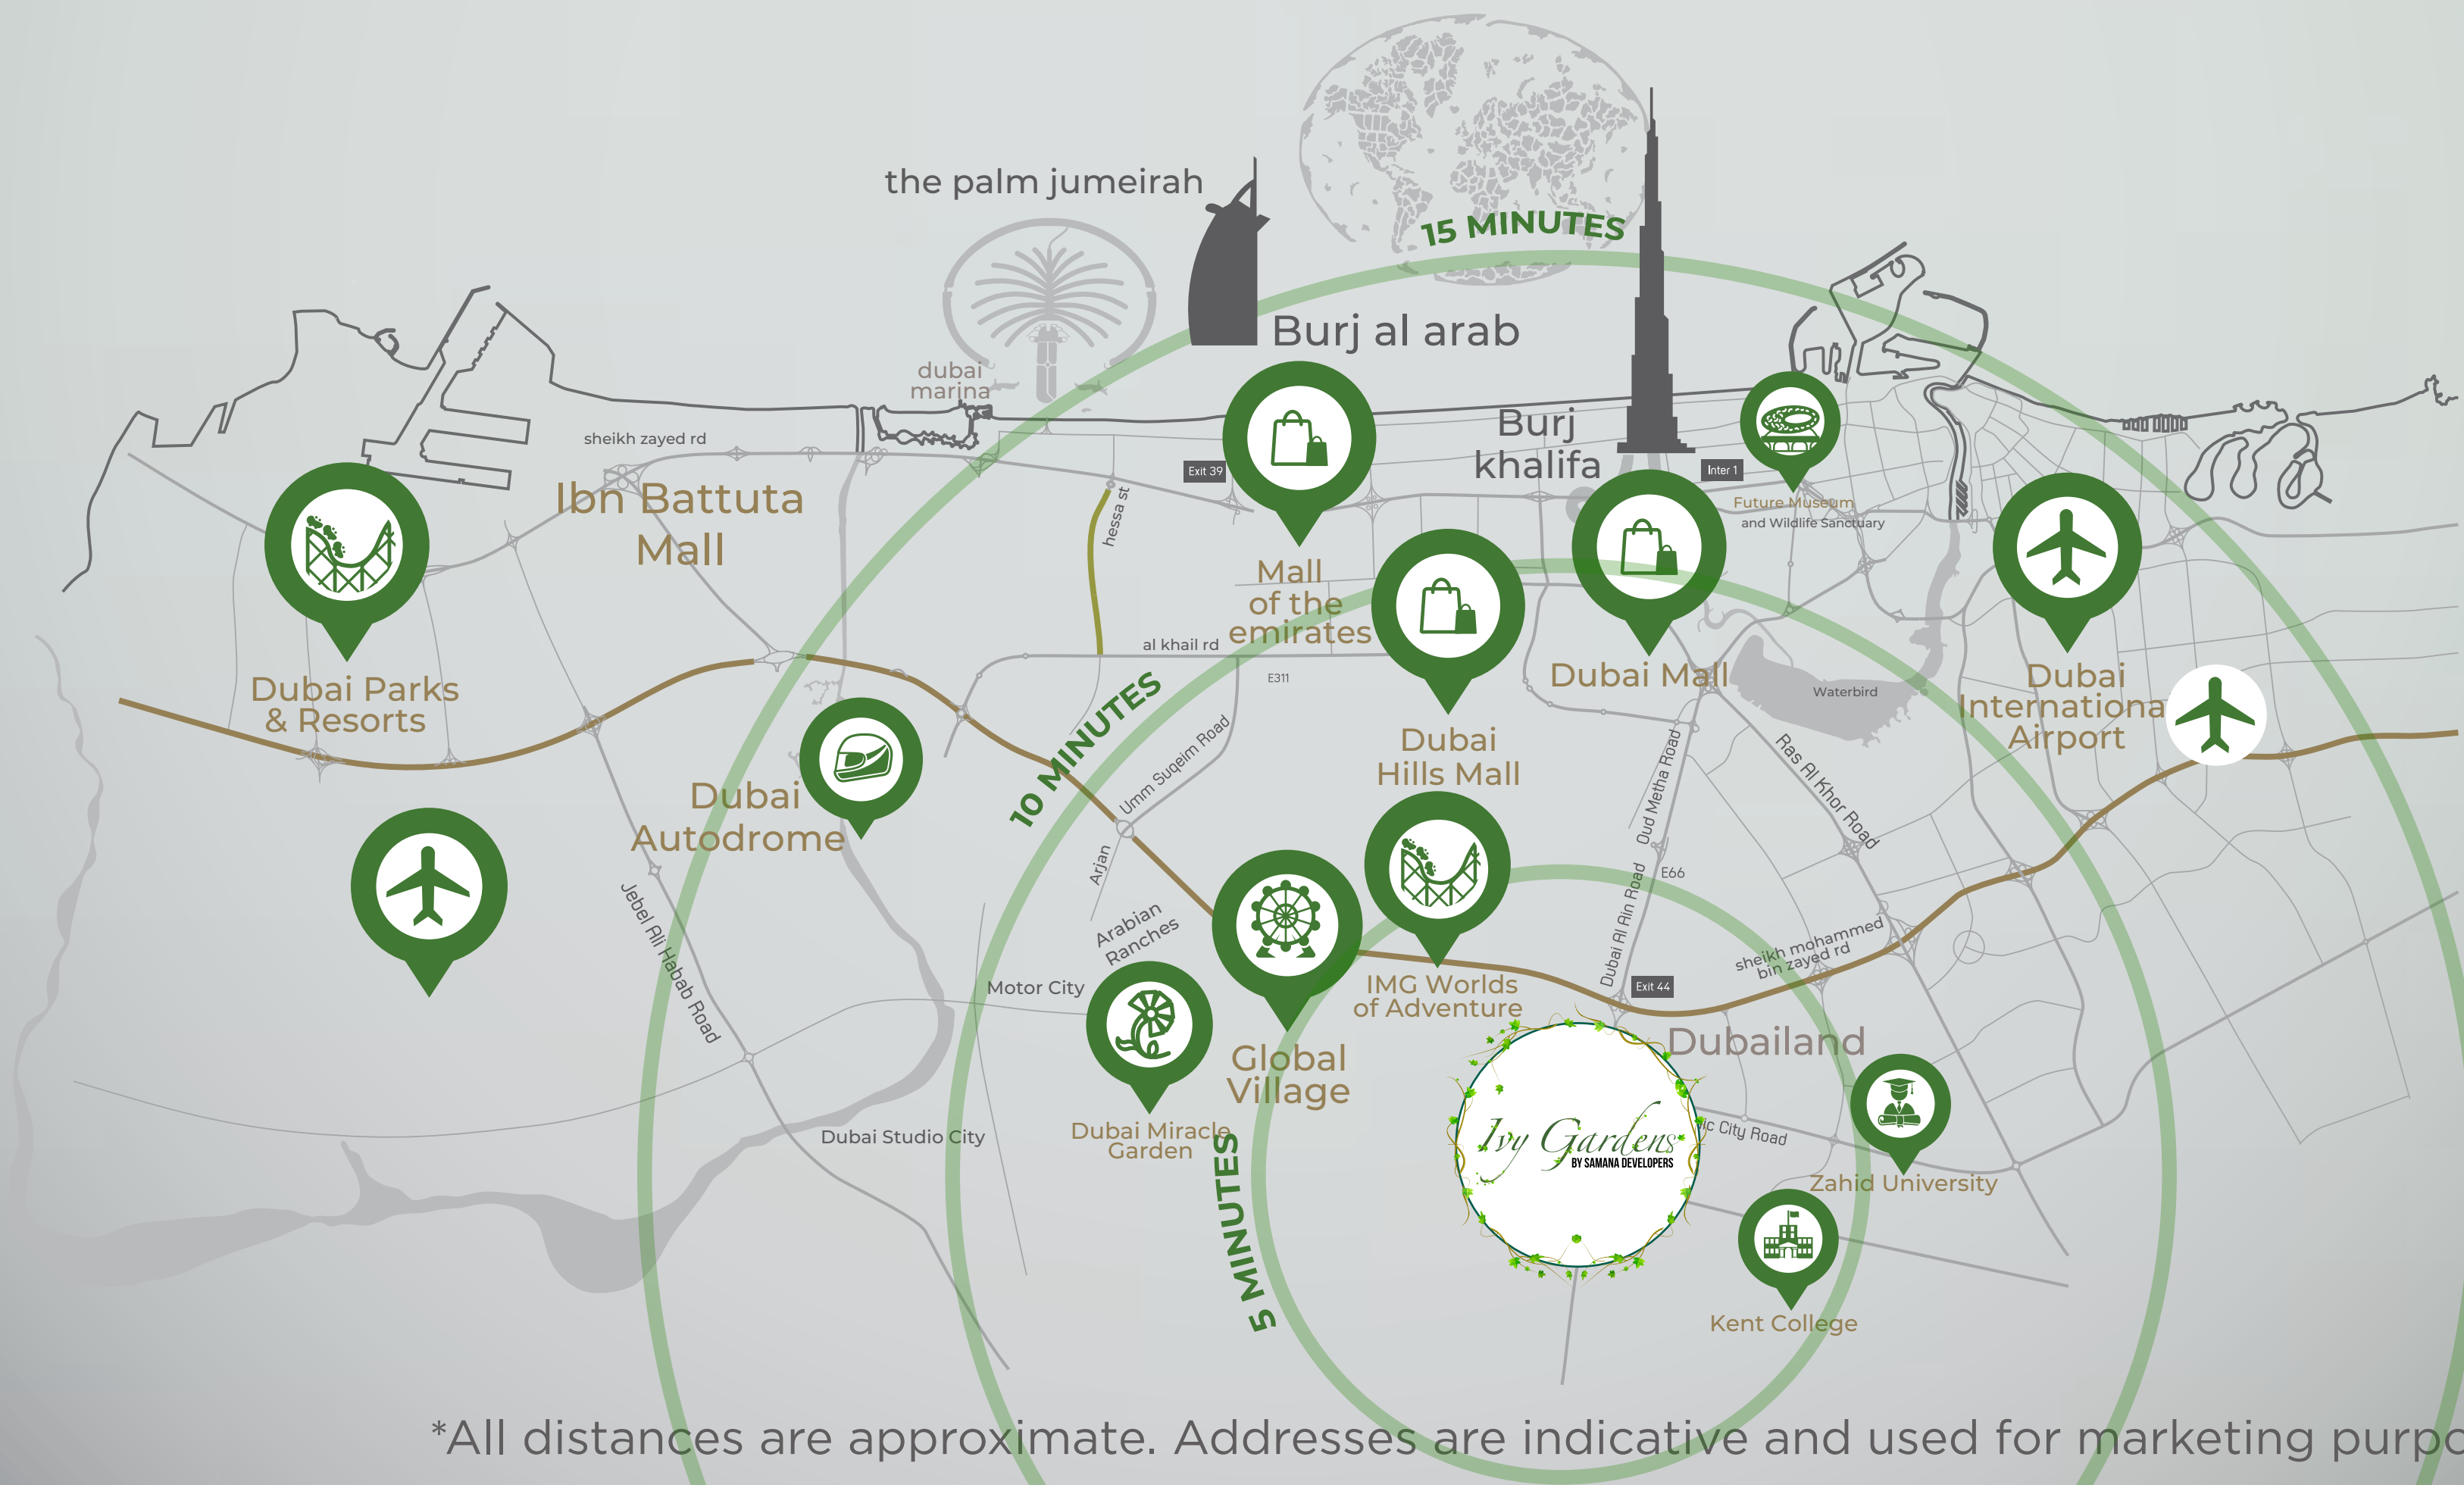 the palm jumeirah
15 MINUTES
Burj al arab
dubai
marina
sheikh zayed rd
Exit 39
Burj
khalifa
Inter 1
Ibn Battuta
Mall
hessa st
Future Museum
and Wildlife Sanctuary
Mall
of the
emirates
al khail rd
E311
Dubai Mall
Waterbird
Dubai Parks
& Resorts
Dubai
Internationa
Airport
10 MINUTES
Umm Suqeim Road
Dubai
Hills Mall
Oud Metha Road
Ras Al Khor Road
Dubai
Autodrome
Arjan
E66
Jebel Ali Habab Road
Arabian
Ranches
Dubai Al Ain Road
sheikh mohammed
bin zayed rd
Motor City
IMG Worlds
of Adventure
Exit 44
Global
Village
Dubailand
Dubai Miracle
Garden
Dubai Studio City
Ivy Gardens
BY SAMANA DEVELOPERS
ic City Road
Zahid University
5 MINUTES
Kent College
*All distances are approximate. Addresses are indicative and used for marketing purpo